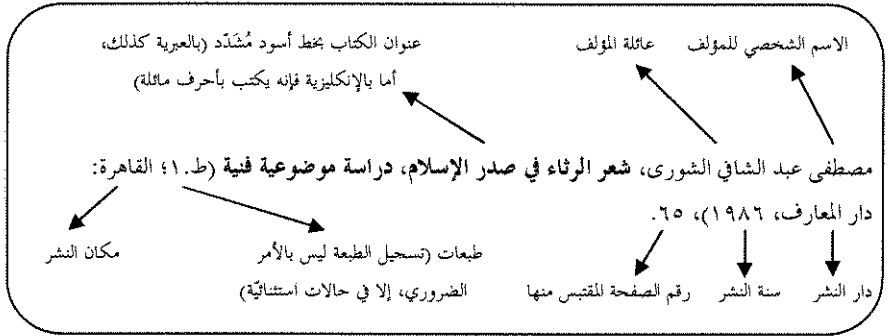 الاسم الشخصي للمؤلف عائلة المؤلف عنوان الكتاب بخط أسود مُشَدّد (بالعبرية كذلك،
أما بالإنكليزية فإنه يكتب بأحرف مائلة)
مصطفى عبد الشافي الشورى، شعر الرثاء في صدر الإسلام، دراسة موضوعية فنية (ط.١؛ القاهرة:
دار المعارف، ١٩٨٦)، ٦٥.
طبعات (تسجيل الطبعة ليس بالأمر مكان النشر
دار النشر سنة النشر رقم الصفحة المقتبس منها الضروري، إلا في حالات استثنائيّة)